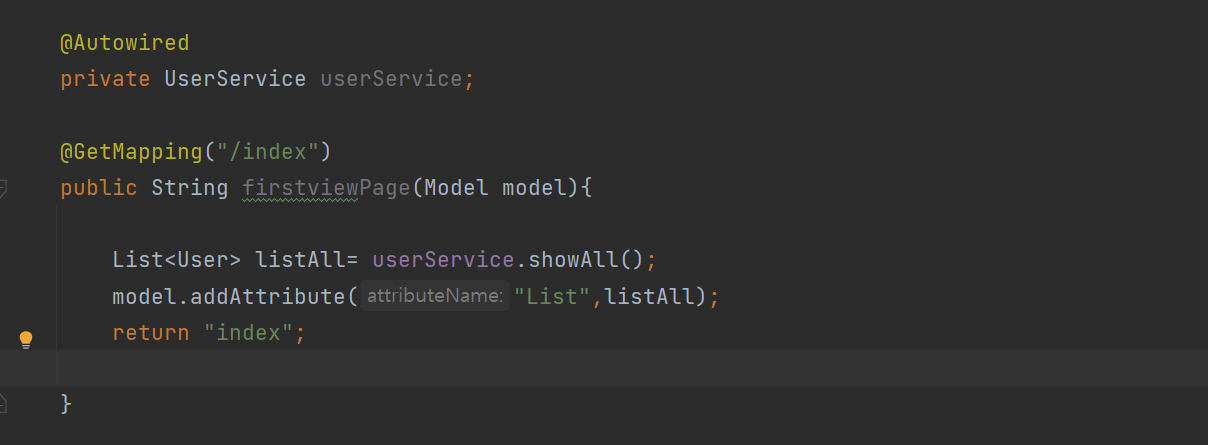 @Autowired
private UserService userService;
@GetMapping("/index")
public String firstviewPage(Model model){
List<User> listAll= userService.showAll();
model.addAttribute( attributeName: "List",listAll);
return "index";
}